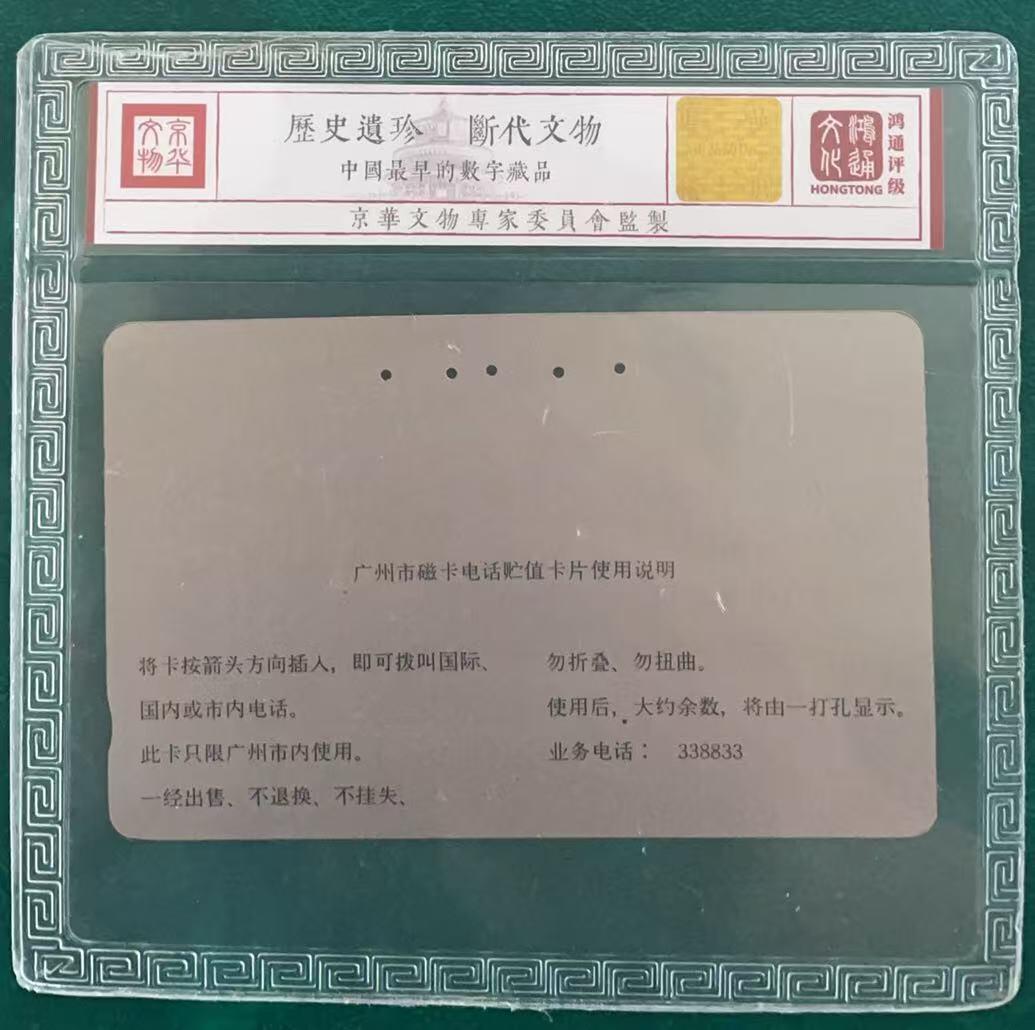 京华文物
歷史遺珍 斷代文物
中國最早的數字藏品
京華文物專家委員會監製
鴻通文化
HONGTONG
鸿通评级
广州市磁卡电话贮值卡片使用说明
将卡按箭头方向插入，即可拨叫国际、
国内或市内电话。
此卡只限广州市内使用。
一经出售、不退换、不挂失、
勿折叠、勿扭曲。
使用后，大约余数，将由一打孔显示。
业务电话： 338833